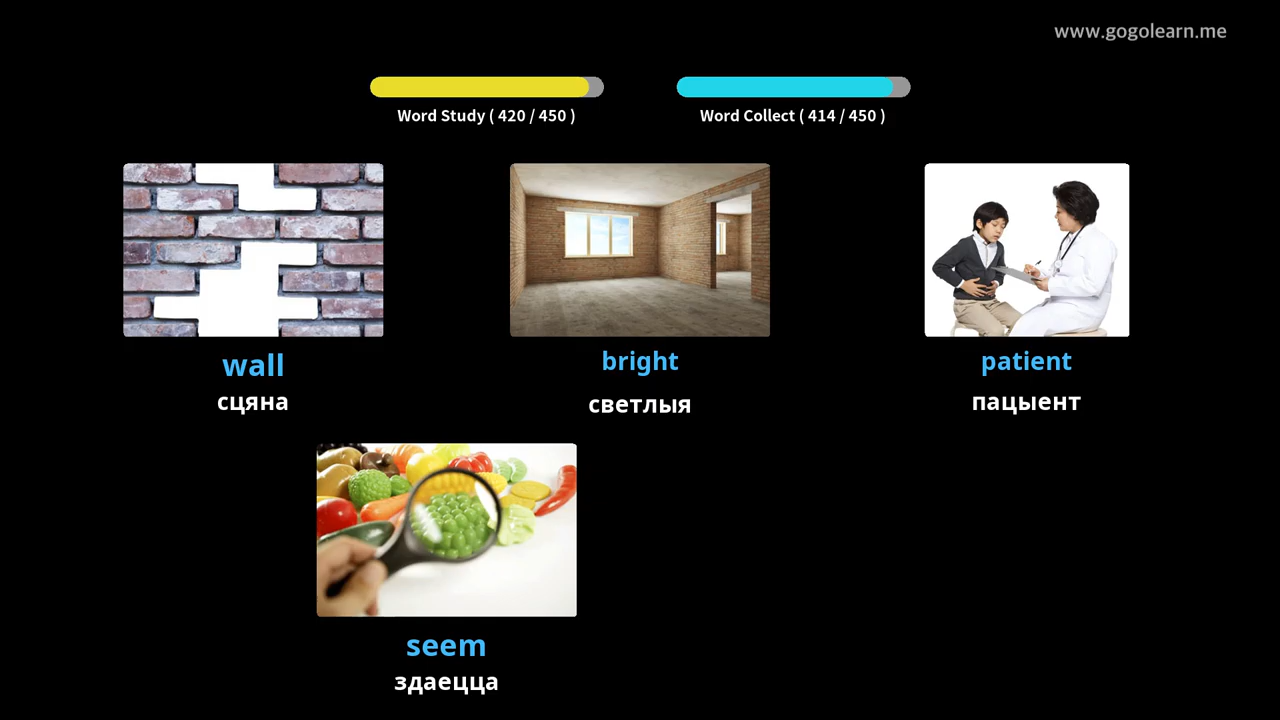 www.gogolearn.me
Word Study ( 420 / 450 )
Word Collect ( 414 / 450 )
wall
сцяна
bright
светлыя
patient
пацыент
seem
здаецца